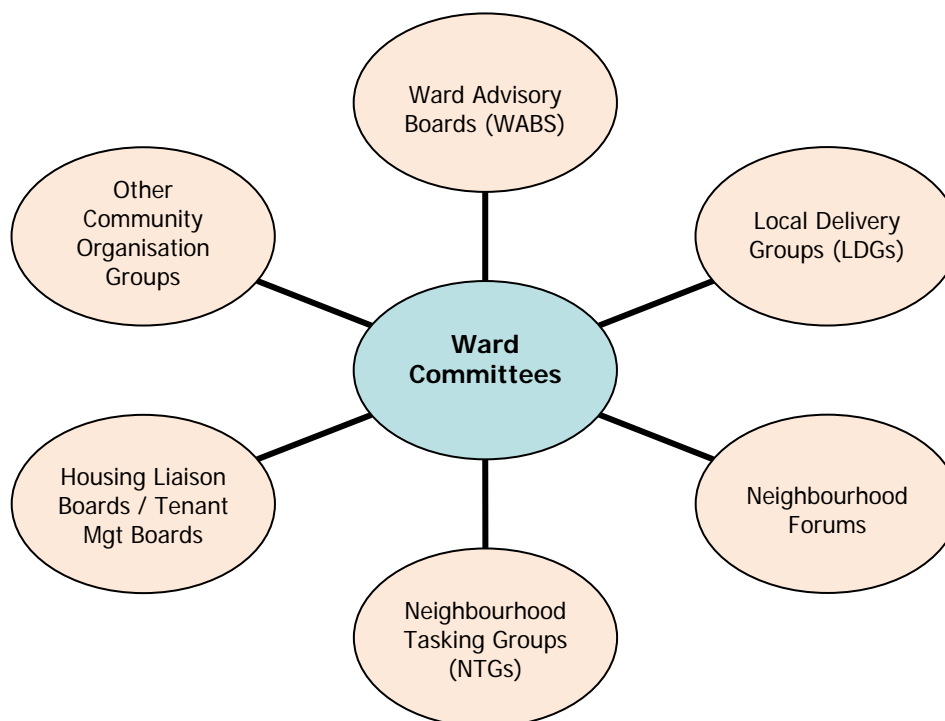 Ward Advisory
Boards (WABS)
Other
Community
Organisation
Groups
Local Delivery
Groups (LDGs)
Ward
Committees
Housing Liaison
Boards / Tenant
Mgt Boards
Neighbourhood
Forums
Neighbourhood
Tasking Groups
(NTGs)